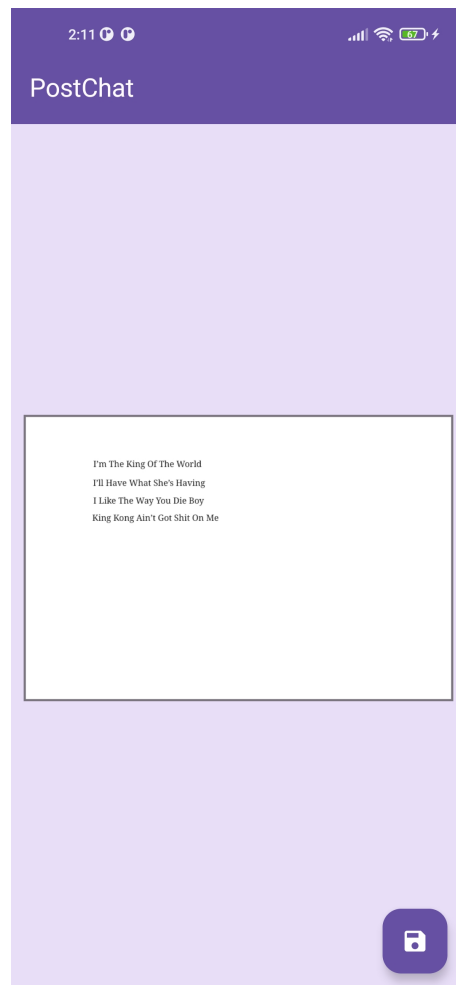 2:11
67
PostChat
I'm The King Of The World
I'll Have What She's Having
I Like The Way You Die Boy
King Kong Ain't Got Shit On Me